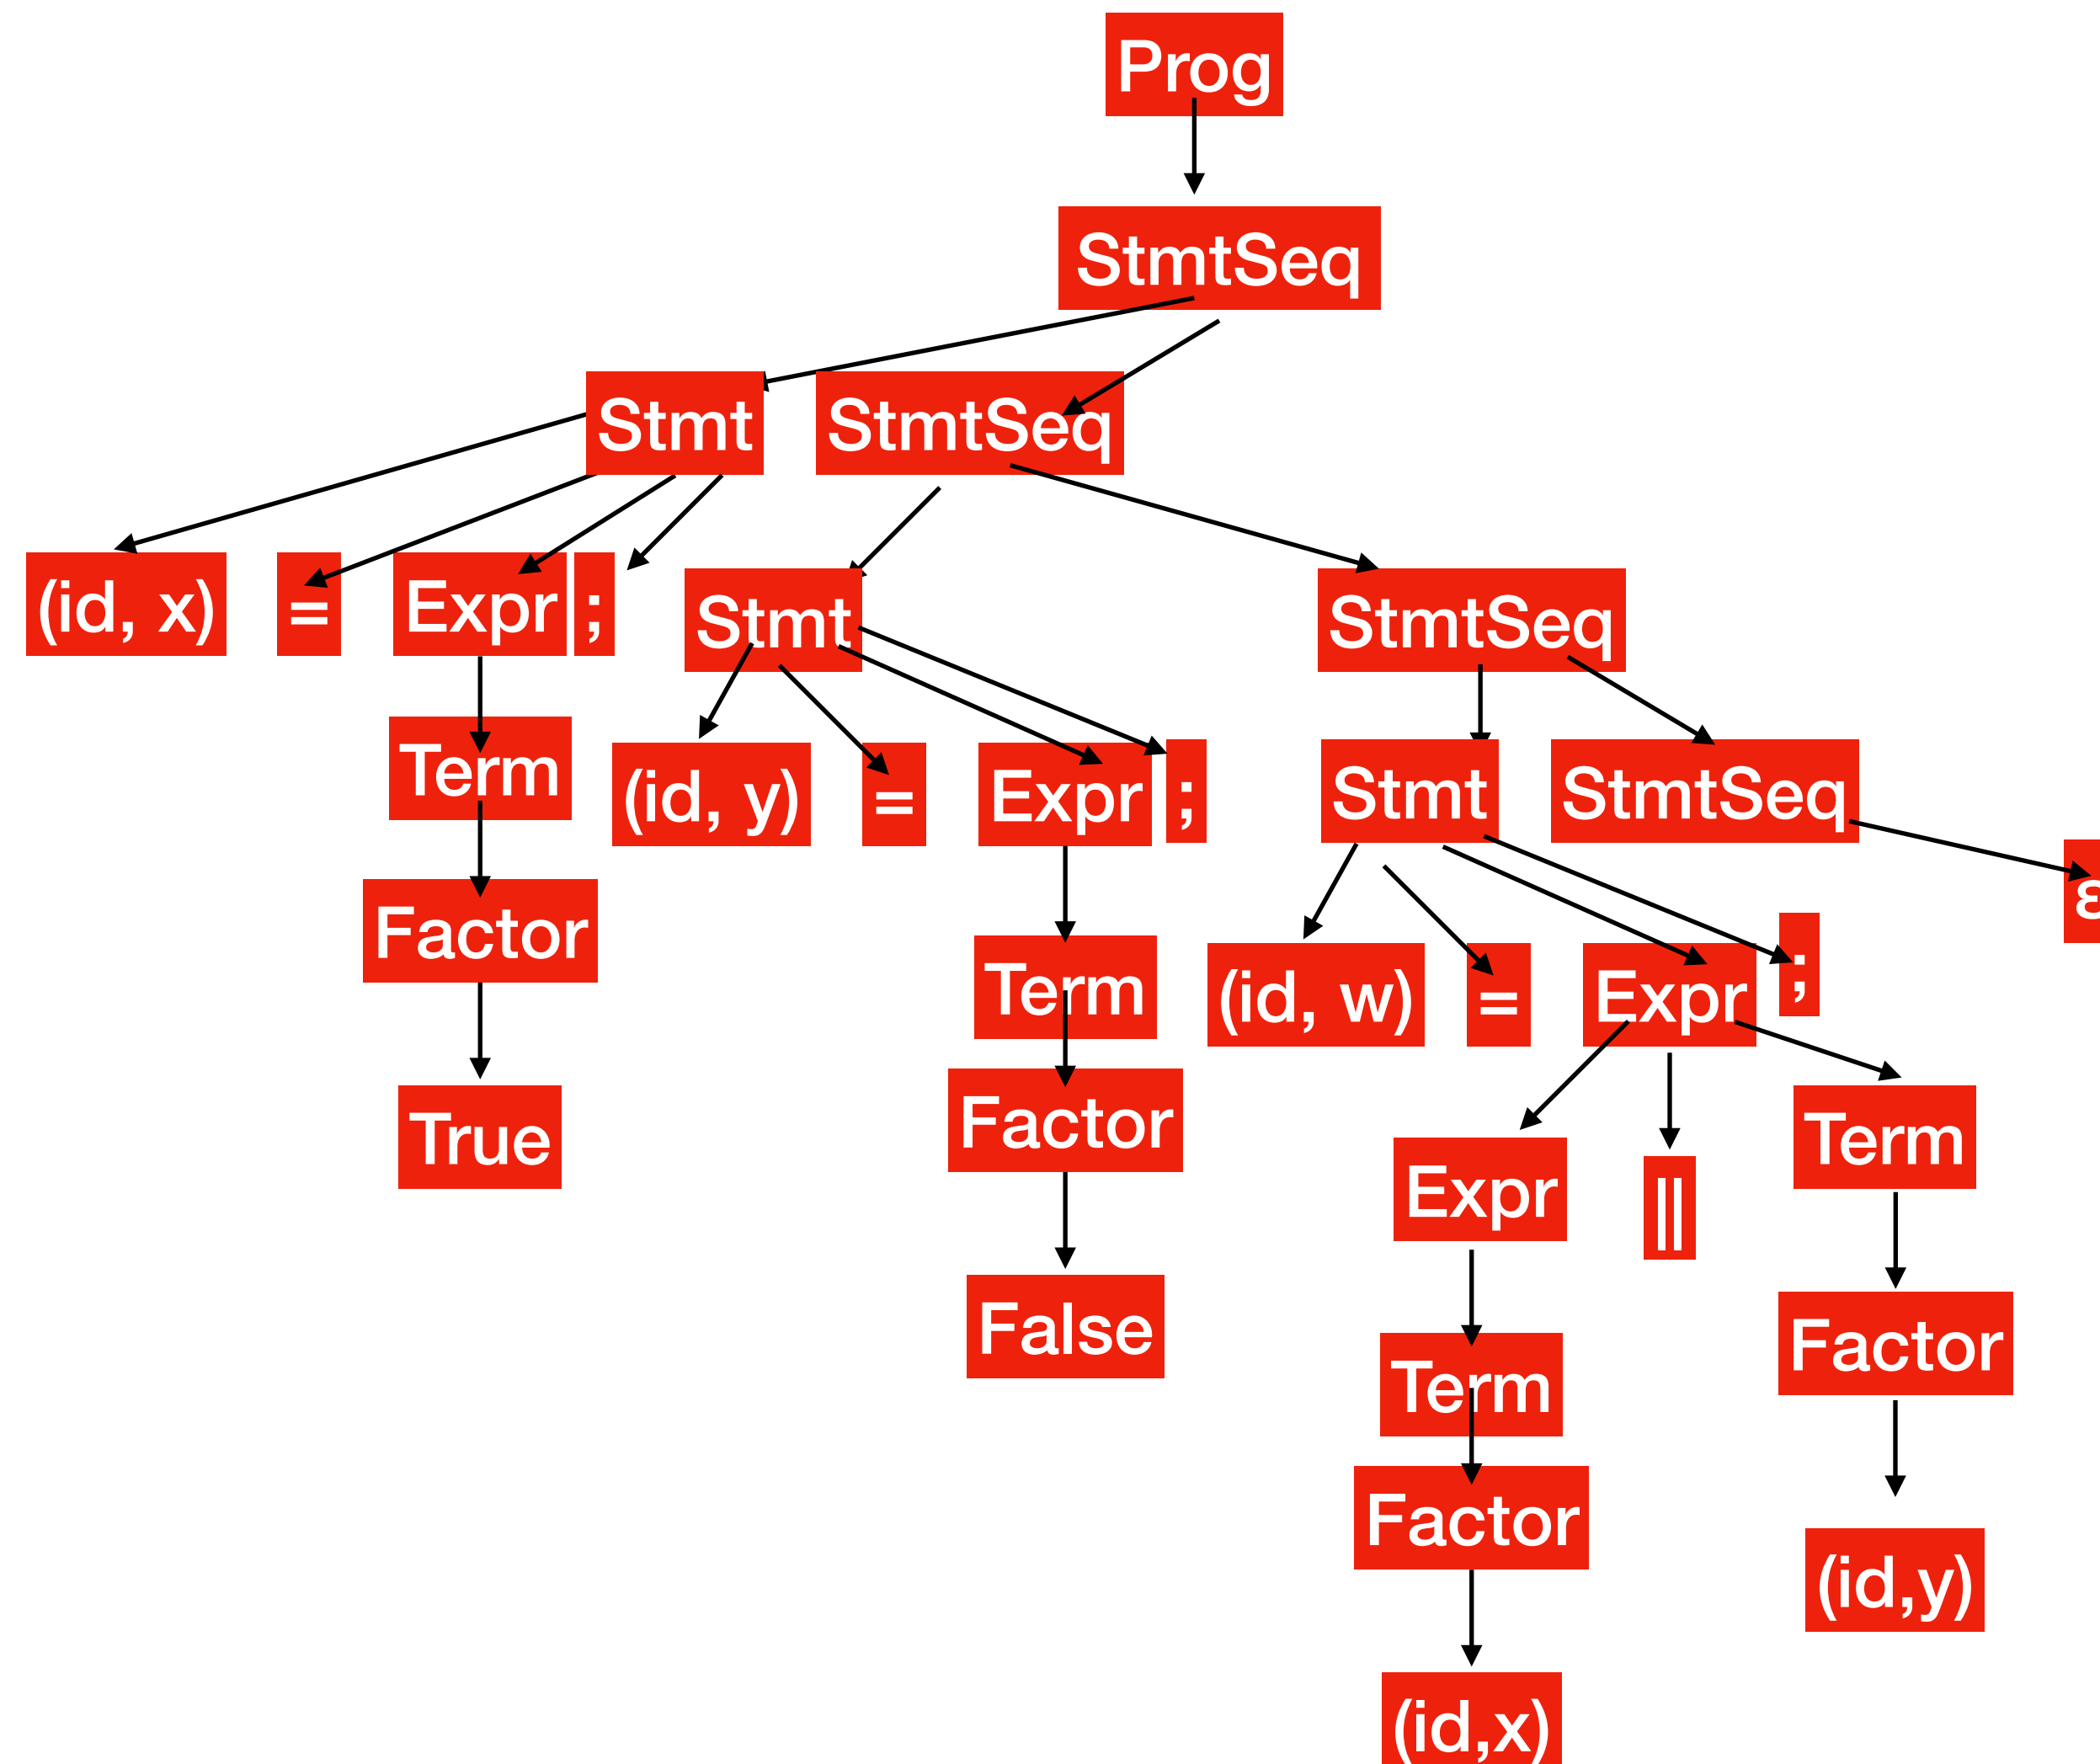 Prog
StmtSeq
Stmt StmtSeq
(id, x) = Expr ; Stmt StmtSeq
Term (id, y) = Expr ; Stmt StmtSeq
Factor Term (id, w) = Expr ; ε
True Factor Expr || Term
False Term Factor
Factor (id,y)
(id,x)